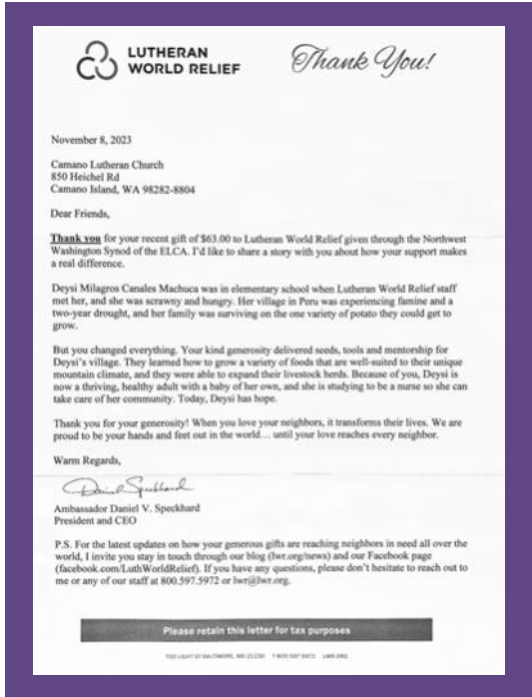 LUTHERAN
WORLD RELIEF
Thank You!
November 8, 2023
Camano Lutheran Church
850 Heichel Rd
Camano Island, WA 98282-8804
Dear Friends,
Thank you for your recent gift of $63.00 to Lutheran World Relief given through the Northwest
Washington Synod of the ELCA. I'd like to share a story with you about how your support makes
a real difference.
Deysi Milagros Canales Machuca was in elementary school when Lutheran World Relief staff
met her, and she was scrawny and hungry. Her village in Peru was experiencing famine and a
two-year drought, and her family was surviving on the one variety of potato they could get to
grow.
But you changed everything. Your kind generosity delivered seeds, tools and mentorship for
Deysi's village. They learned how to grow a variety of foods that are well-suited to their unique
mountain climate, and they were able to expand their livestock herds. Because of you, Deysi is
now a thriving, healthy adult with a baby of her own, and she is studying to be a nurse so she can
take care of her community. Today, Deysi has hope.
Thank you for your generosity! When you love your neighbors, it transforms their lives. We are
proud to be your hands and feet out in the world… until your love reaches every neighbor.
Warm Regards,
Daniel Speckhard
Ambassador Daniel V. Speckhard
President and CEO
P.S. For the latest updates on how your generous gifts are reaching neighbors in need all over the
world, I invite you stay in touch through our blog (lwr.org/news) and our Facebook page
(facebook.com/LuthWorldRelief). If you have any questions, please don't hesitate to reach out to
me or any of our staff at 800.597.5972 or lwr@lwr.org.
Please retain this letter for tax purposes
700 LIGHT ST BALTIMORE, MD 21230 T 800 597 5972 LWR.ORG